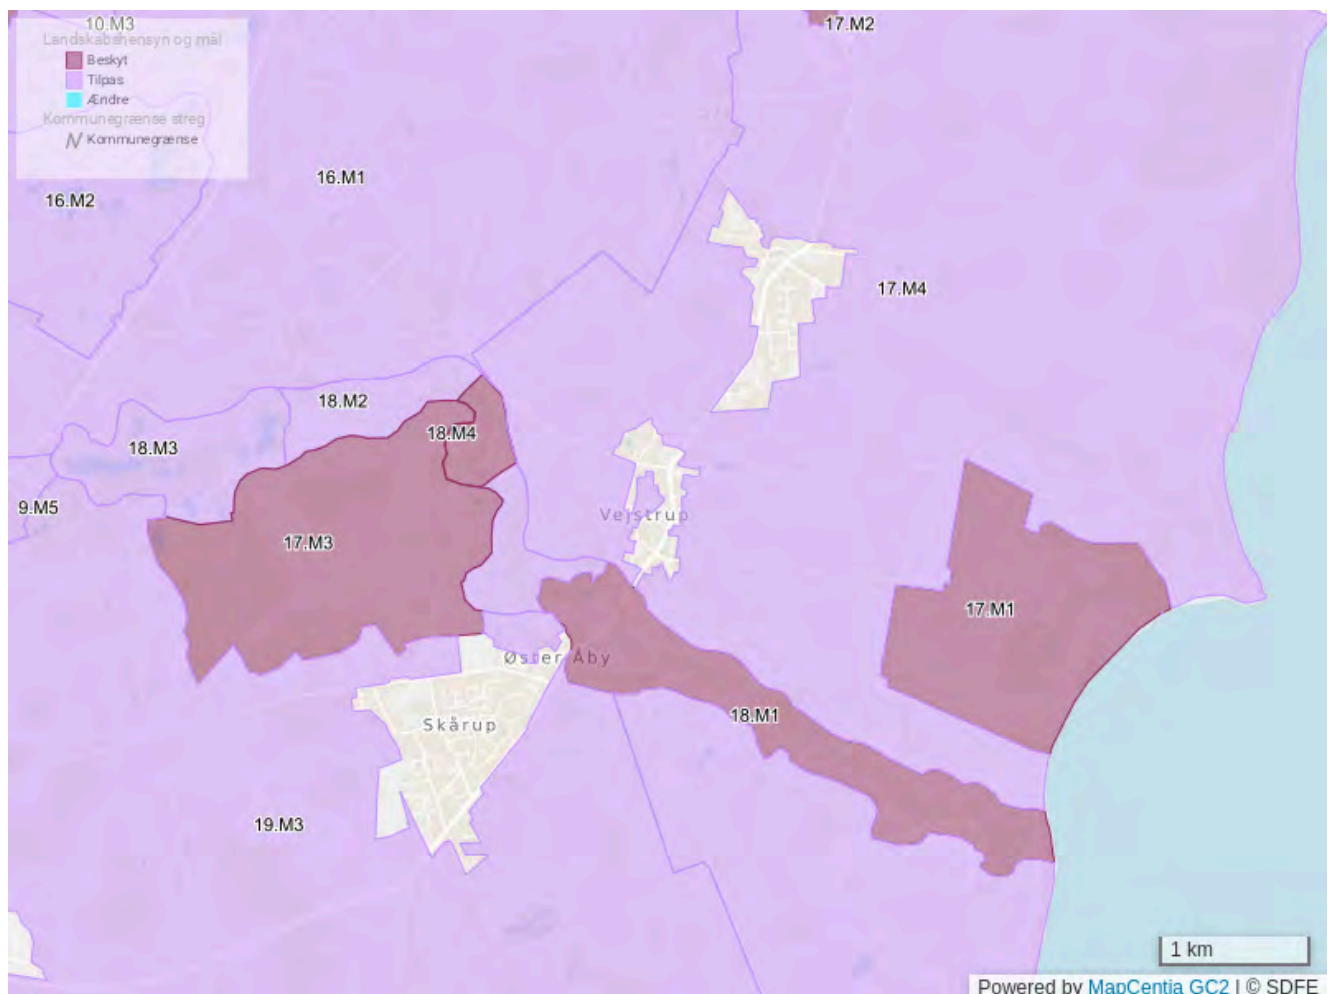 10.M3
17.M2
Landskabshensyn og mål
Beskyt
Tilpas
Ændre
Kommunegrænse streg
Kommunegrænse
16.M1
16.M2
17.M4
18.M2
18.M4
18.M3
9.M5
Vejstrup
17.M3
17.M1
Øster Åby
18.M1
Skårup
19.M3
1 km
Powered by MapCentia GC2 | © SDFE